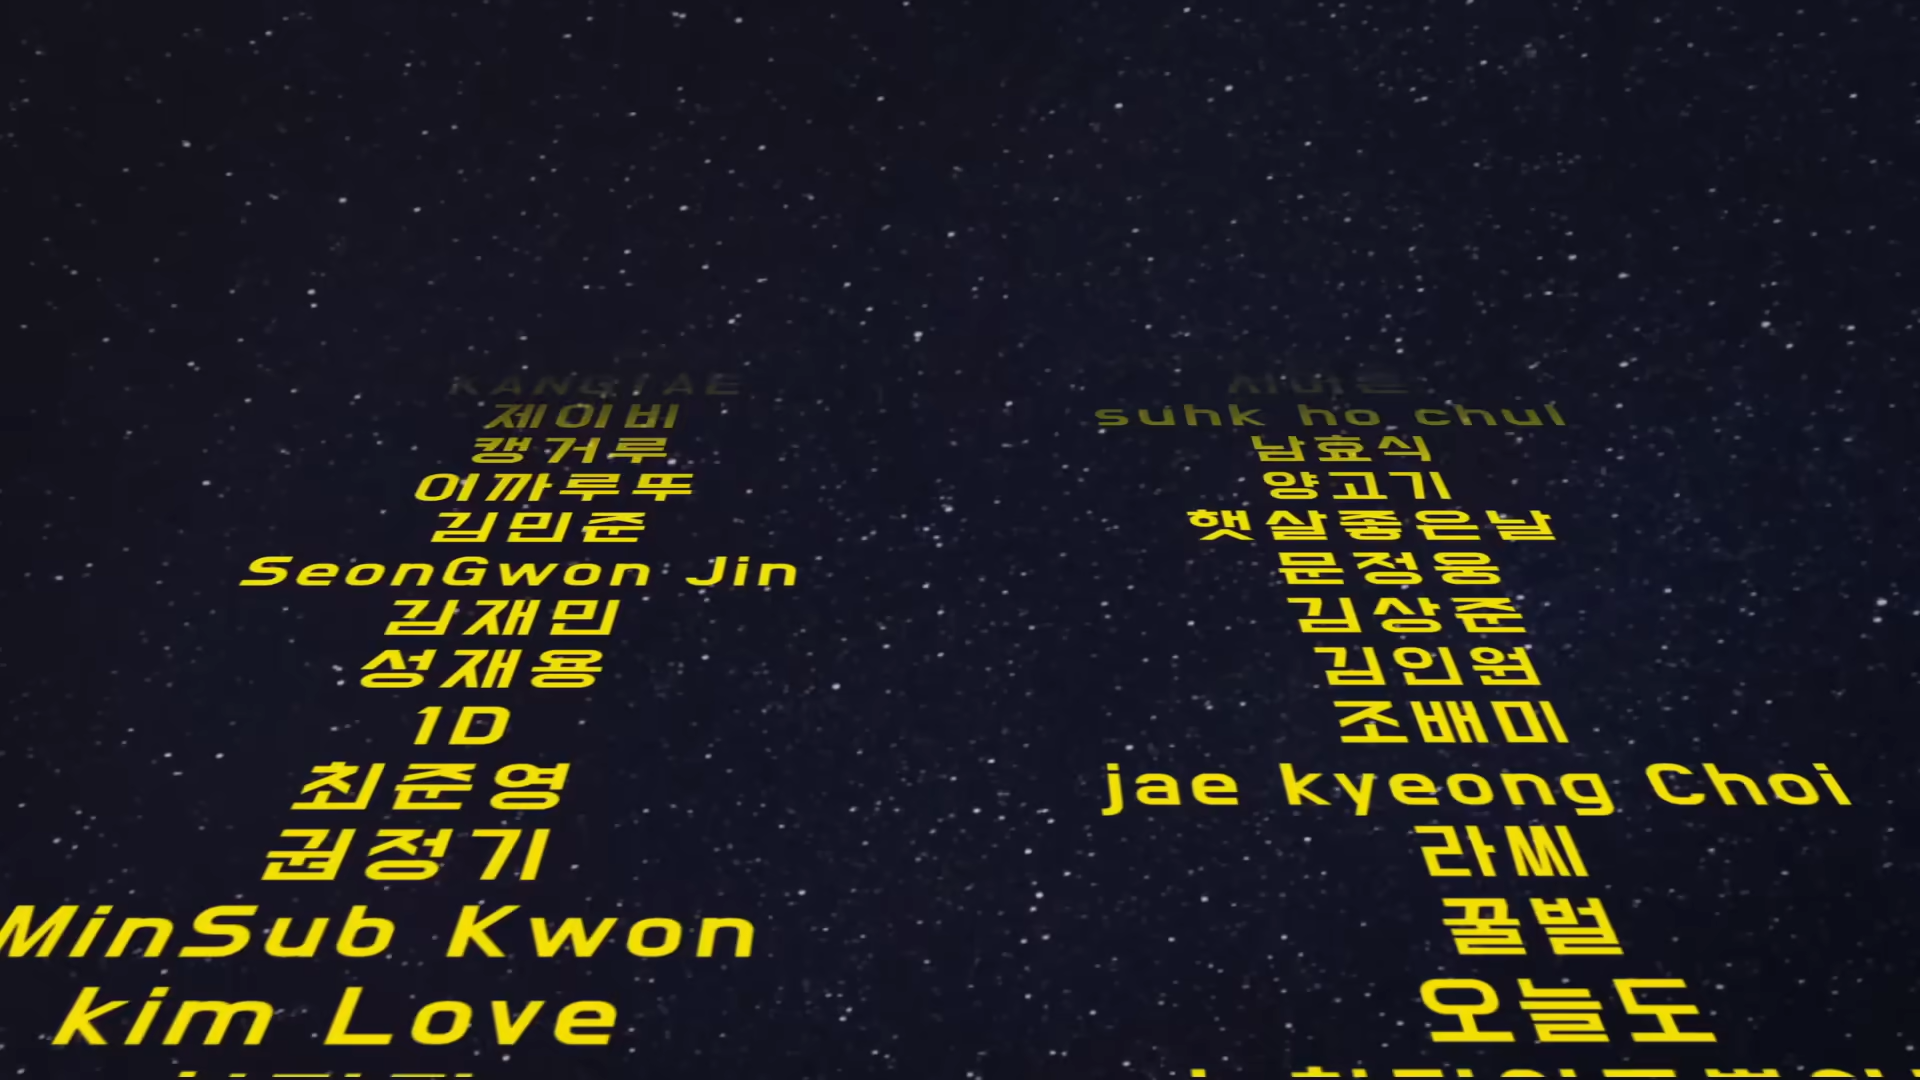 KANGTAE
제이비
캥거루
어까루뚜
김민준
SeonGwon Jin
김재민
성재용
1D
최준영
권정기
MinSub Kwon
kim Love
suhk ho chul
남효식
양고기
햇살좋은날
문정웅
김상준
김인원
조배미
jae kyeong Choi
라씨
꿀벌
오늘도